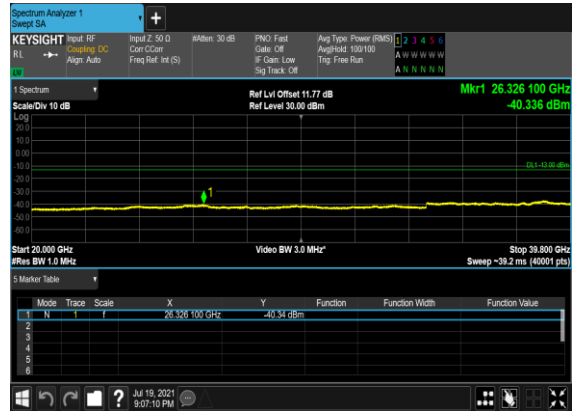 Spectrum Analyzer 1
Swept SA
+
KEYSIGHT Input: RF Input Z: 50 Ω #Atten: 30 dB PNO: Fast Avg Type: Power (RMS) 1 2 3 4 5 6
RL Coupling: DC Corr CCorr Gate: Off Avg|Hold: 100/100 A W W W W W
Align: Auto Freq Ref: Int (S) IF Gain: Low Trig: Free Run
Sig Track: Off A N N N N N
LW
1 Spectrum Ref Lvl Offset 11.77 dB Mkr1 26.326 100 GHz
Scale/Div 10 dB Ref Level 30.00 dBm -40.336 dBm
Log
20.0
10.0
0.00
-10.0 DL1 -13.00 dBm
-20.0
-30.0
1
-40.0
-50.0
-60.0
Start 20.000 GHz Video BW 3.0 MHz* Stop 39.800 GHz
#Res BW 1.0 MHz Sweep ~39.2 ms (40001 pts)
5 Marker Table
Mode Trace Scale X Y Function Function Width Function Value
1 N 1 f 26.326 100 GHz -40.34 dBm
2
3
4
5
6
? Jul 19, 2021
9:07:10 PM